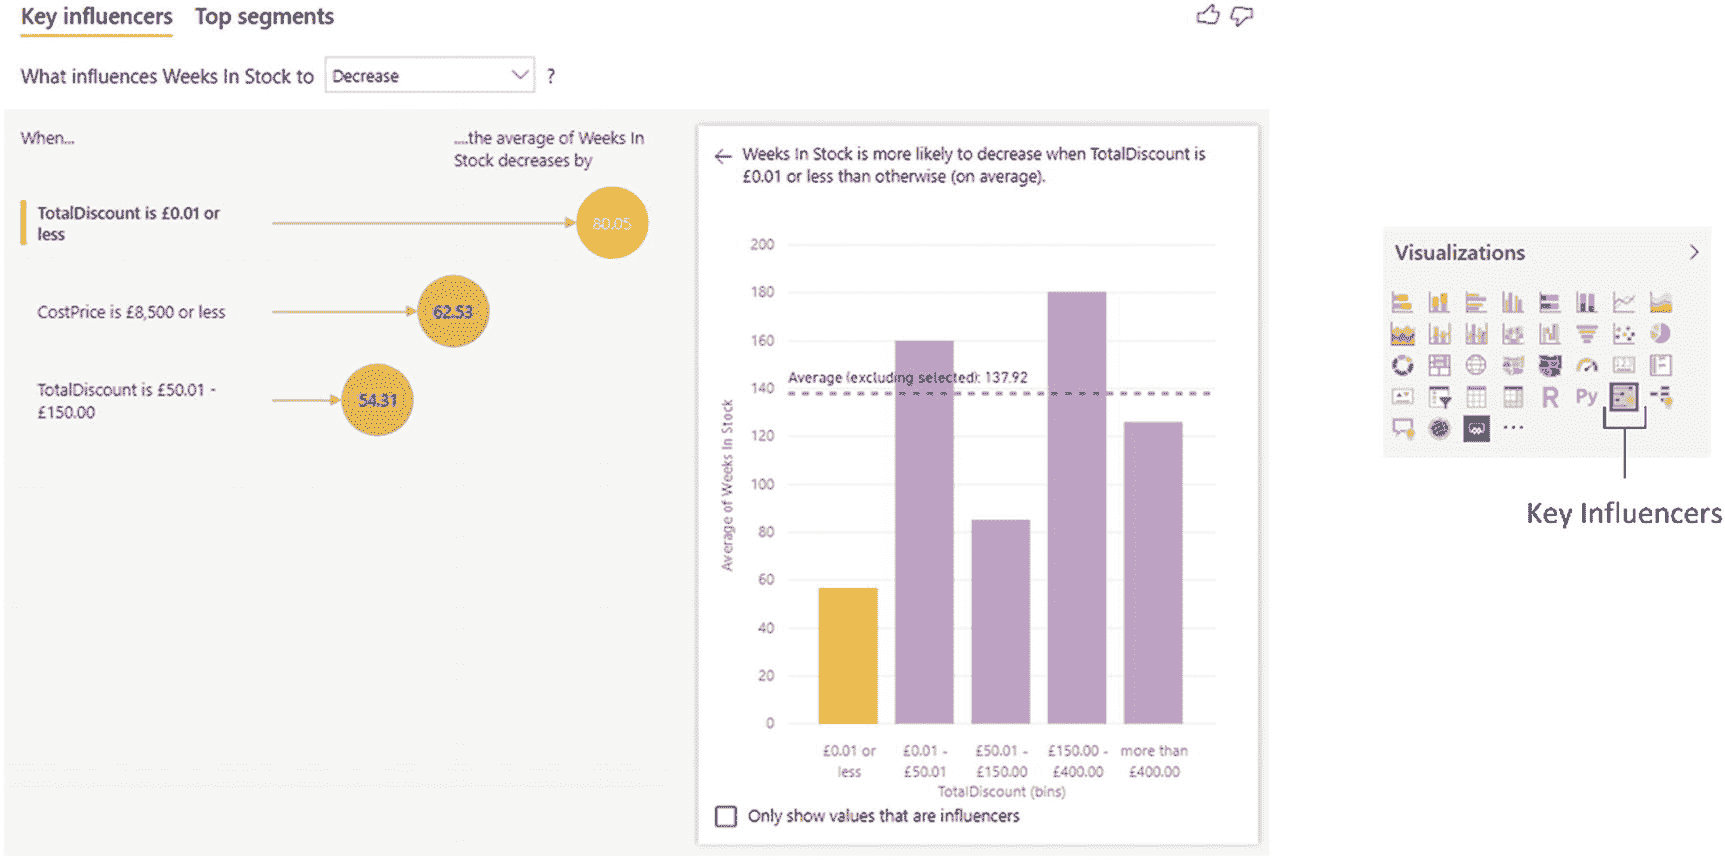 Key influencers Top segments
What influences Weeks In Stock to Decrease ?
When...
....the average of Weeks In
Stock decreases by
TotalDiscount is £0.01 or
less
80.05
CostPrice is £8,500 or less
62.53
TotalDiscount is £50.01 -
£150.00
54.31
Weeks In Stock is more likely to decrease when TotalDiscount is
£0.01 or less than otherwise (on average).
200
180
160
140
120
100
80
60
40
20
0
Average of Weeks In Stock
Average (excluding selected): 137.92
£0.01 or
less
£0.01 -
£50.01
£50.01 -
£150.00
£150.00 -
£400.00
more than
£400.00
TotalDiscount (bins)
Only show values that are influencers
Visualizations
R
Py
Key Influencers